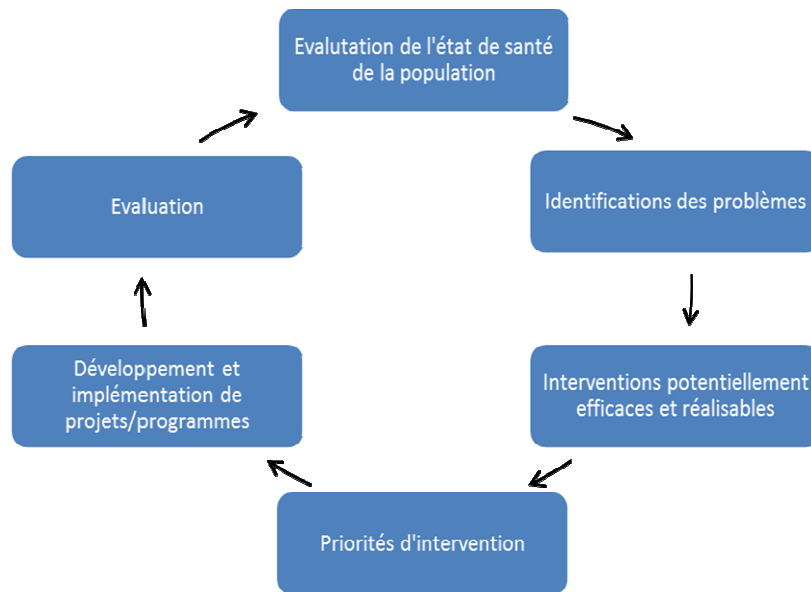 Evalutation de l'état de santé
de la population
Identifications des problèmes
Interventions potentiellement
efficaces et réalisables
Priorités d'intervention
Développement et
implémentation de
projets/programmes
Evaluation